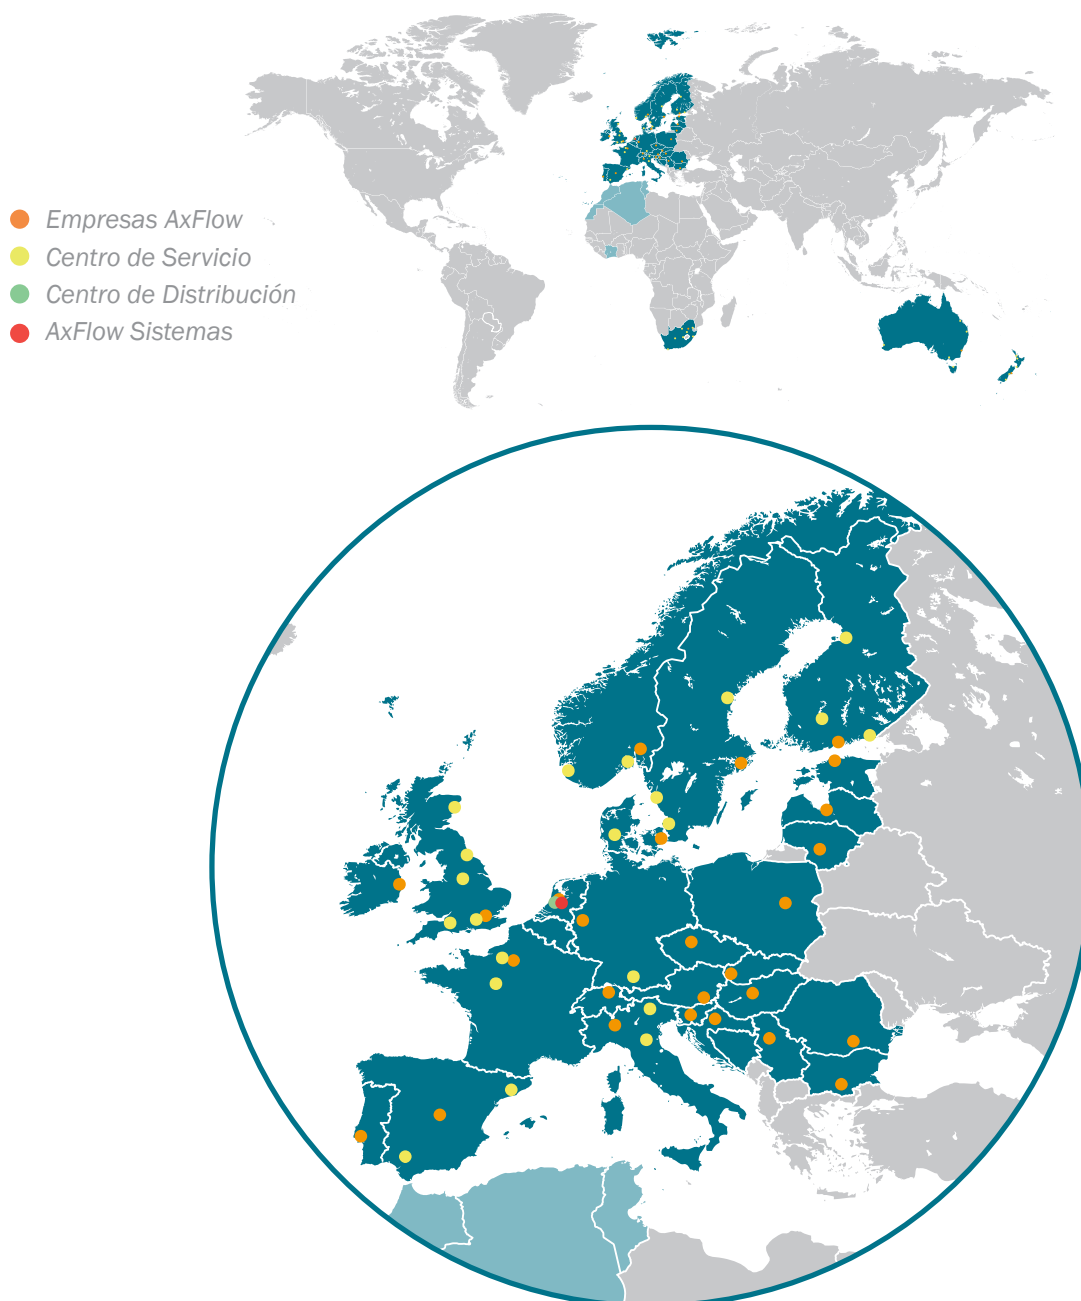 Empresas AxFlow
Centro de Servicio
Centro de Distribución
AxFlow Sistemas